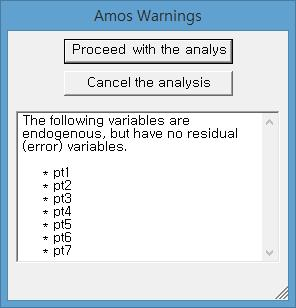 Amos Warnings
Proceed with the analys
Cancel the analysis
The following variables are
endogenous, but have no residual
(error) variables.
* pt1
* pt2
* pt3
* pt4
* pt5
* pt6
* pt7